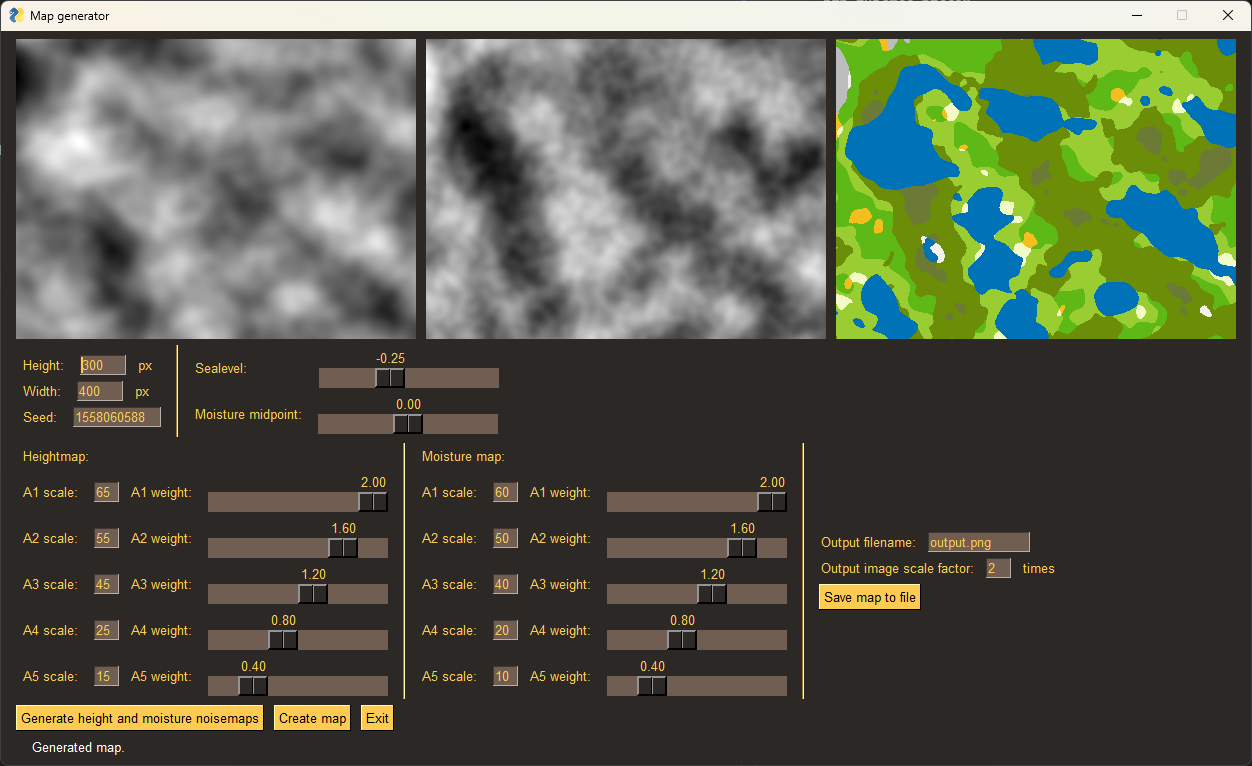 Map generator
Height: 300 px
Width: 400 px
Seed: 1558060588
Sealevel: -0.25
Moisture midpoint: 0.00
Heightmap:
A1 scale: 65 A1 weight: 2.00
A2 scale: 55 A2 weight: 1.60
A3 scale: 45 A3 weight: 1.20
A4 scale: 25 A4 weight: 0.80
A5 scale: 15 A5 weight: 0.40
Moisture map:
A1 scale: 60 A1 weight: 2.00
A2 scale: 50 A2 weight: 1.60
A3 scale: 40 A3 weight: 1.20
A4 scale: 20 A4 weight: 0.80
A5 scale: 10 A5 weight: 0.40
Output filename: output.png
Output image scale factor: 2 times
Save map to file
Generate height and moisture noisemaps Create map Exit
Generated map.